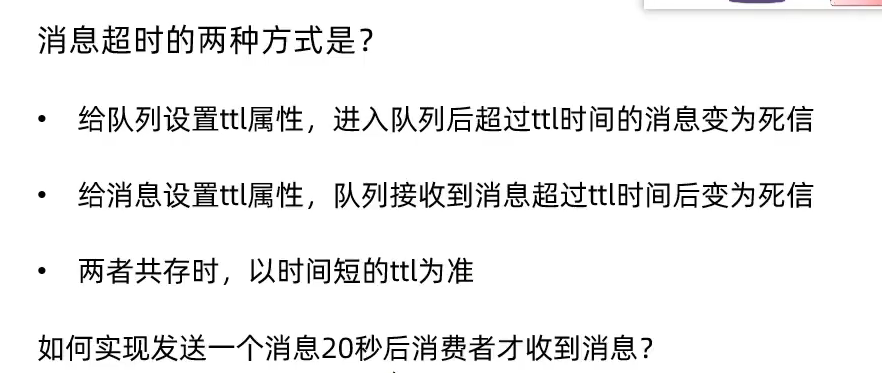 消息超时的两种方式是？
• 给队列设置ttl属性，进入队列后超过ttl时间的消息变为死信
• 给消息设置ttl属性，队列接收到消息超过ttl时间后变为死信
• 两者共存时，以时间短的ttl为准
如何实现发送一个消息20秒后消费者才收到消息？